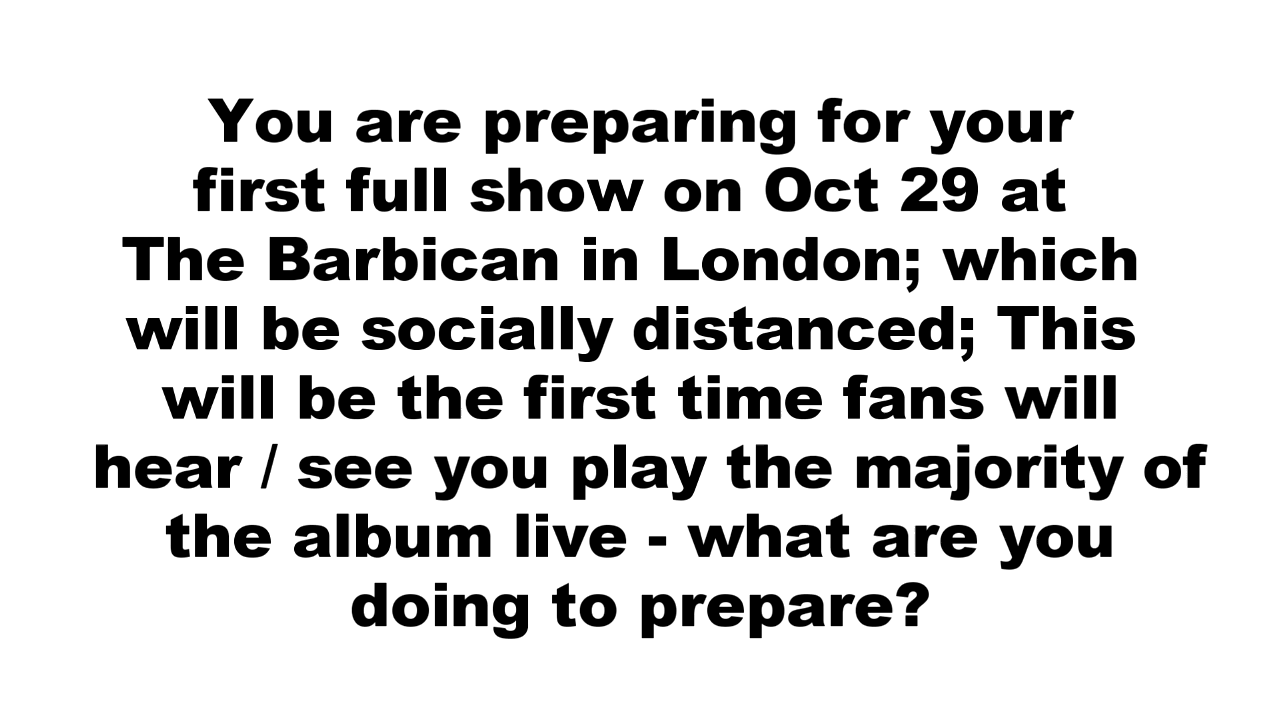 You are preparing for your
first full show on Oct 29 at
The Barbican in London; which
will be socially distanced; This
will be the first time fans will
hear / see you play the majority of
the album live - what are you
doing to prepare?